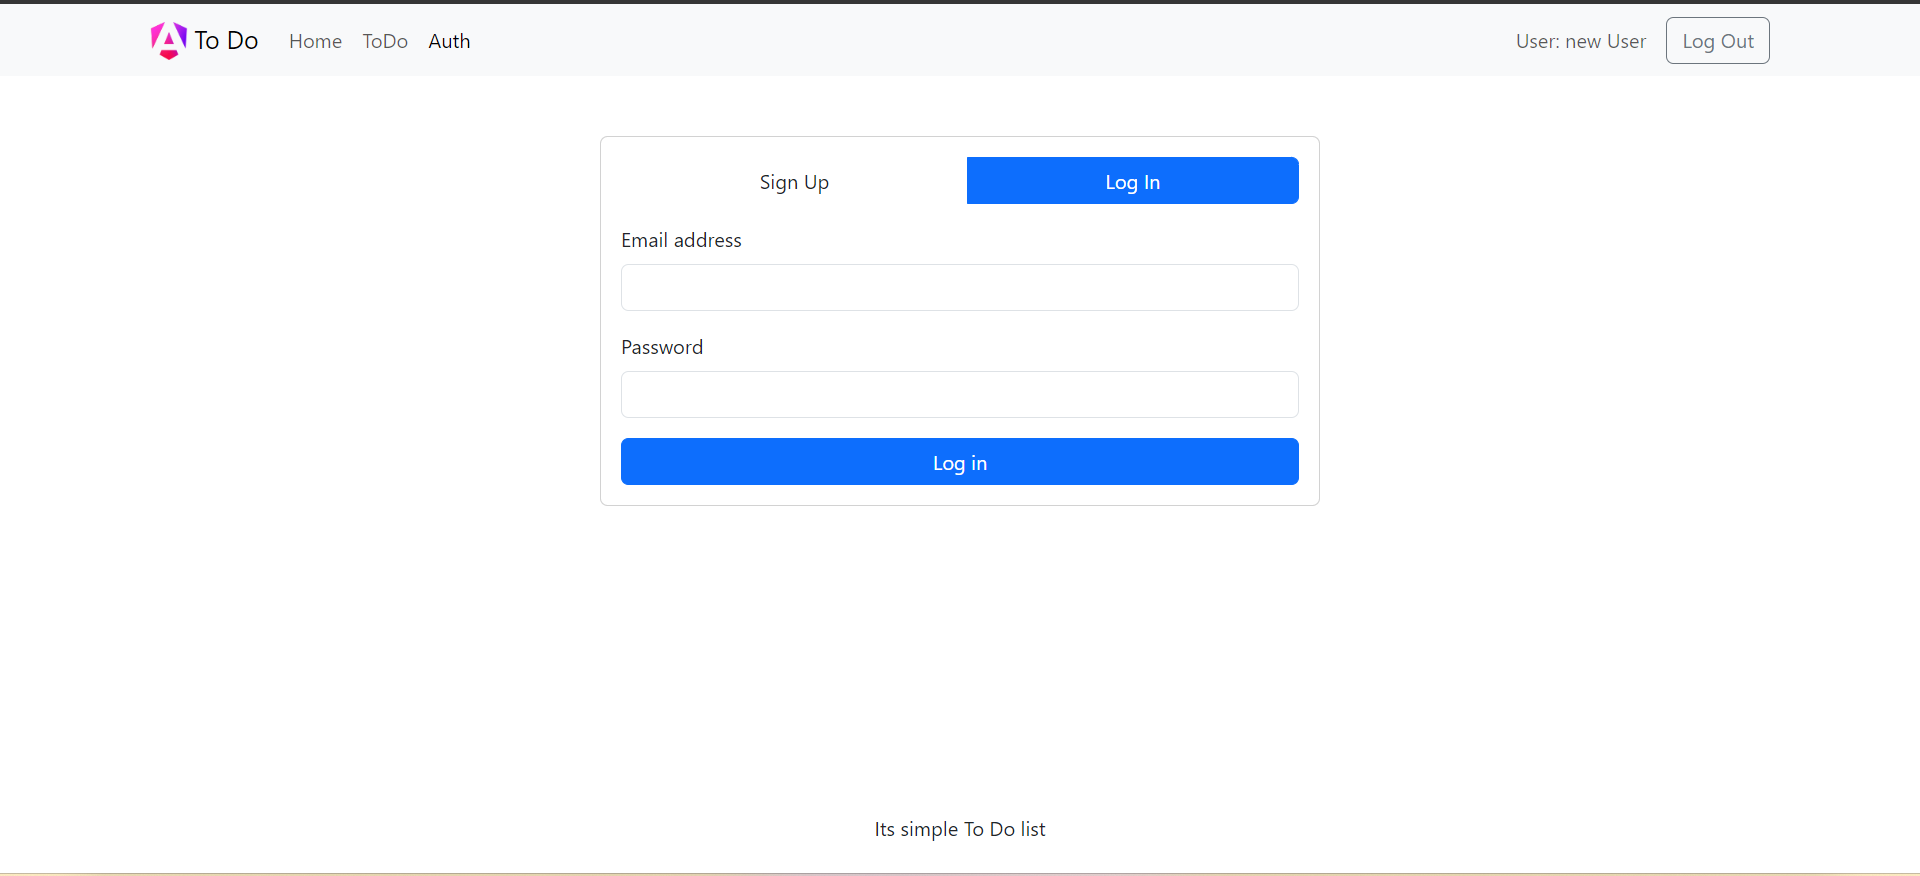 To Do Home ToDo Auth User: new User Log Out
Sign Up Log In
Email address
Password
Log in
Its simple To Do list